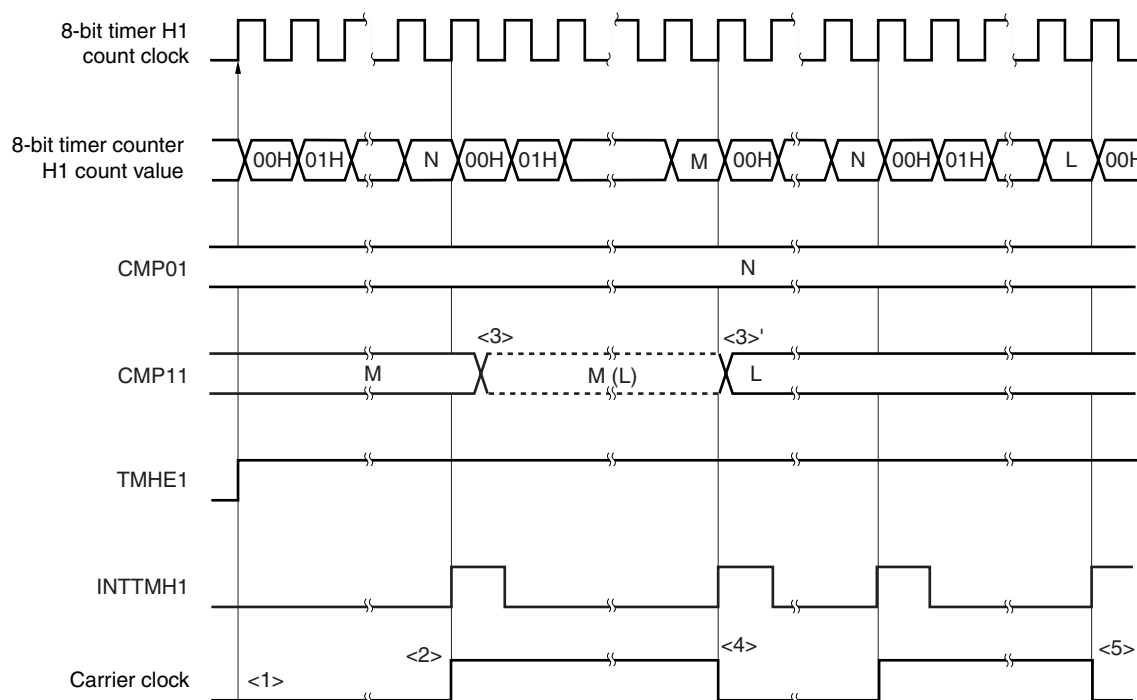 8-bit timer H1
count clock
8-bit timer counter
H1 count value
00H 01H N 00H 01H M 00H N 00H 01H L 00H
CMP01
N
<3> <3>'
CMP11
M M (L) L
TMHE1
INTTMH1
<2> <4> <5>
Carrier clock
<1>